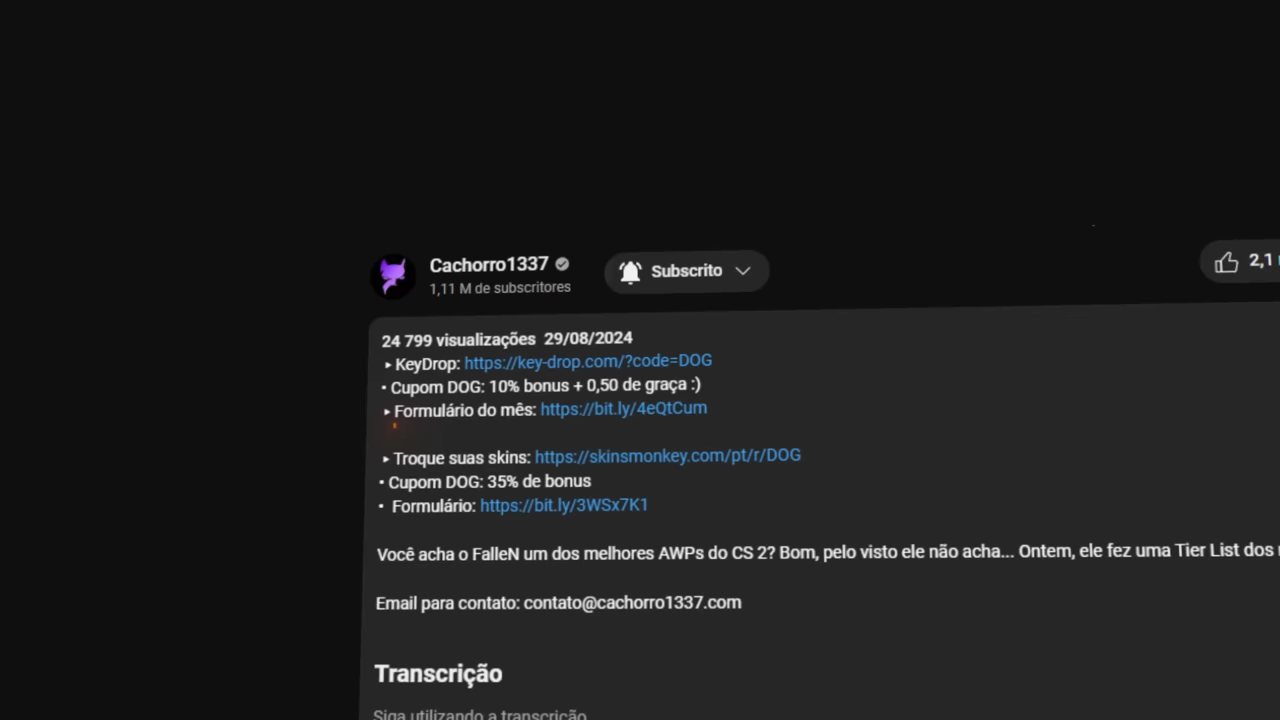 Cachorro1337
1,11 M de subscritores
Subscrito
2,1
24 799 visualizações 29/08/2024
▸ KeyDrop: https://key-drop.com/?code=DOG
• Cupom DOG: 10% bonus + 0,50 de graça :)
▸ Formulário do mês: https://bit.ly/4eQtCum
▸ Troque suas skins: https://skinsmonkey.com/pt/r/DOG
• Cupom DOG: 35% de bonus
• Formulário: https://bit.ly/3WSx7K1
Você acha o FalleN um dos melhores AWPs do CS 2? Bom, pelo visto ele não acha... Ontem, ele fez uma Tier List dos
Email para contato: contato@cachorro1337.com
Transcrição
Siga utilizando a transcrição